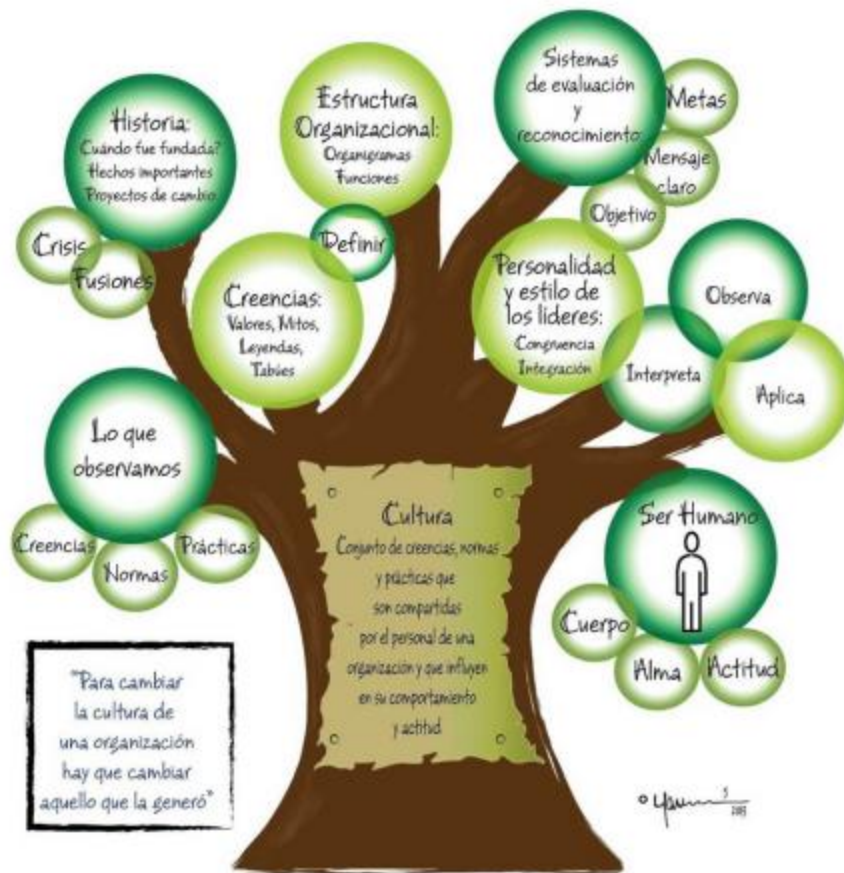 Historia:
Cuándo fue fundada?
Hechos importantes
Proyectos de cambio
Crisis
Fusiones
Estructura
Organizacional:
Organigramas
Funciones
Definir
Creencias:
Valores, Mitos,
Leyendas,
Tabúes
Sistemas
de evaluación
y
reconocimiento:
Metas
Mensaje
claro
Objetivo
Personalidad
y estilo de
los líderes:
Congruencia
Integración
Observa
Interpreta
Aplica
Lo que
observamos
Creencias
Normas
Prácticas
Cultura
Conjunto de creencias, normas
y prácticas que
son compartidas
por el personal de una
organización y que influyen
en su comportamiento
y actitud
Ser Humano
Cuerpo
Alma
Actitud
"Para cambiar
la cultura de
una organización
hay que cambiar
aquello que la generó"